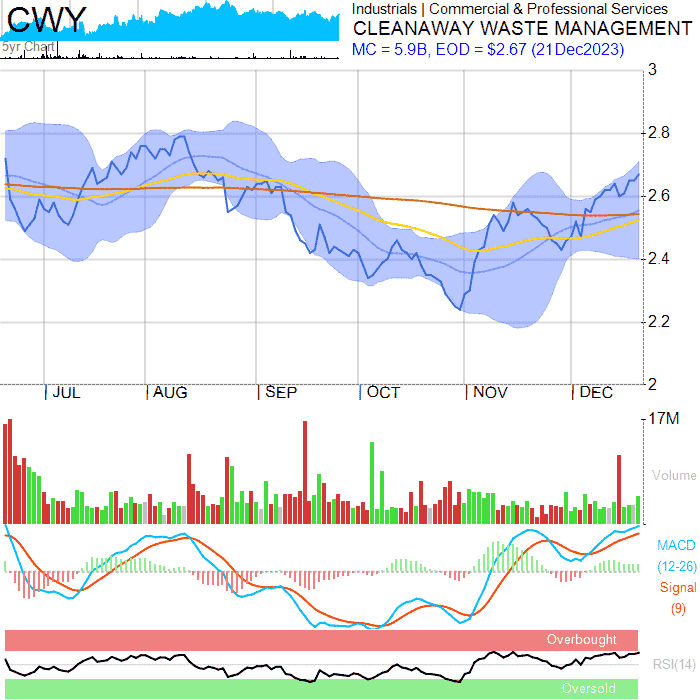 CWY
5yr Chart
Industrials | Commercial & Professional Services
CLEANAWAY WASTE MANAGEMENT
MC = 5.9B, EOD = $2.67 (21Dec2023)
3
2.8
2.6
2.4
2.2
2
JUL AUG SEP OCT NOV DEC
17M
Volume
MACD
(12-26)
Signal
(9)
Overbought
RSI(14)
Oversold